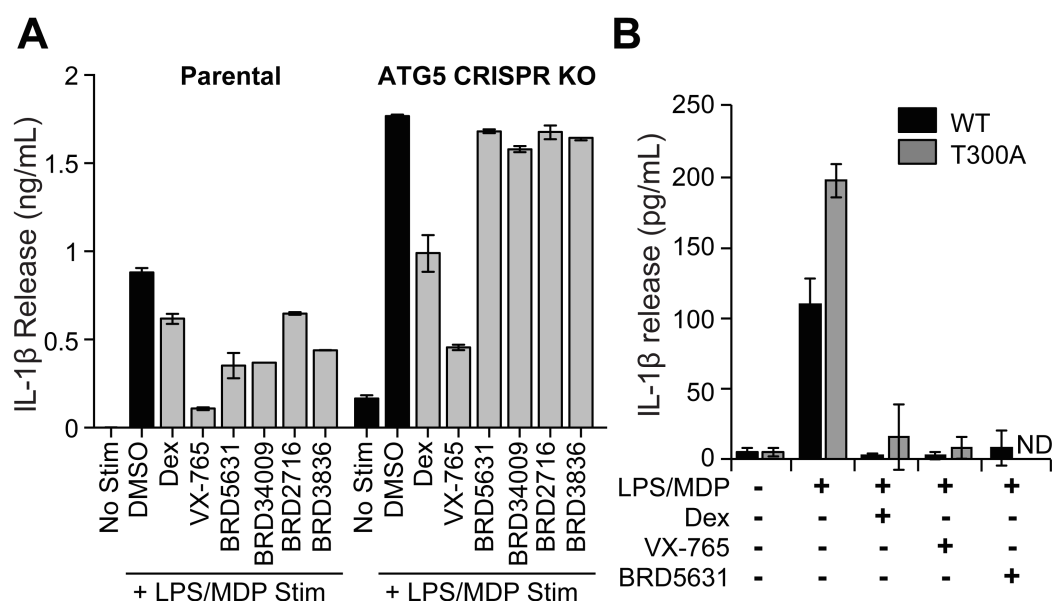 A
Parental
ATG5 CRISPR KO
IL-1β Release (ng/mL)
2
1.5
1
0.5
0
No Stim
DMSO
Dex
VX-765
BRD5631
BRD34009
BRD2716
BRD3836
No Stim
DMSO
Dex
VX-765
BRD5631
BRD34009
BRD2716
BRD3836
+ LPS/MDP Stim
+ LPS/MDP Stim
B
WT
T300A
IL-1β release (pg/mL)
250
200
150
100
50
0
ND
LPS/MDP - + + + +
Dex - - + - -
VX-765 - - - + -
BRD5631 - - - - +